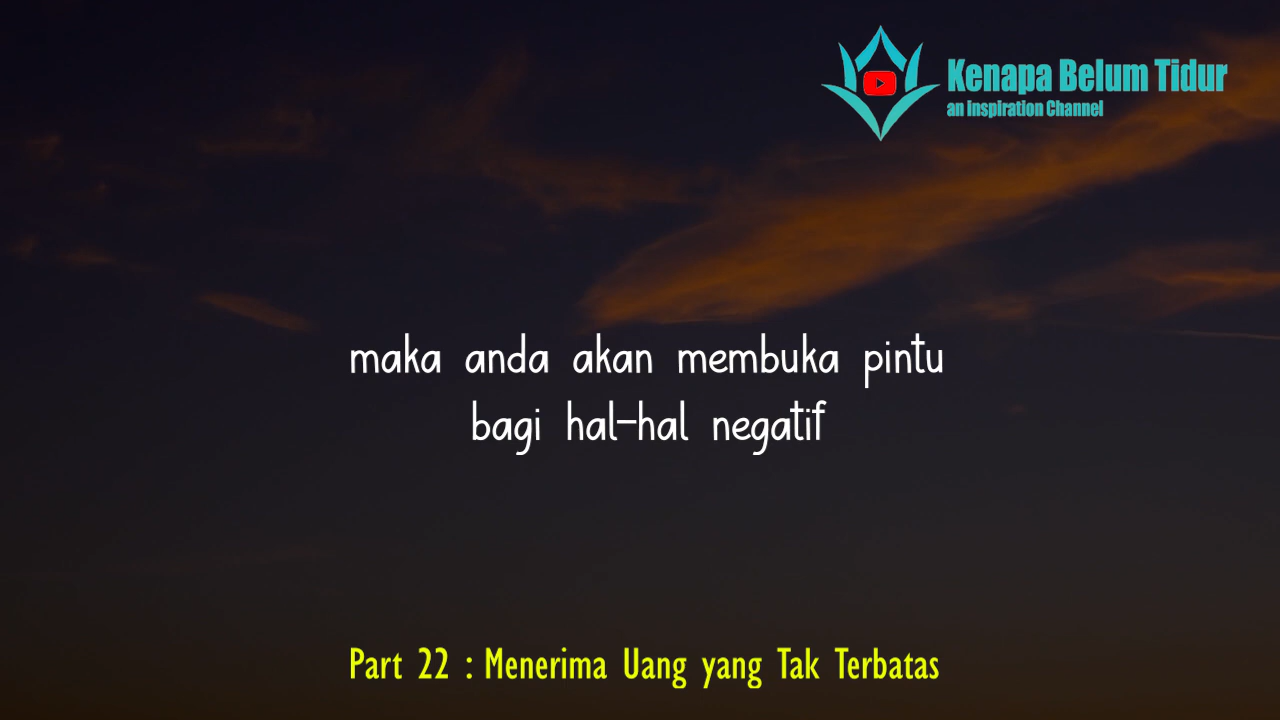 Kenapa Belum Tidur
an Inspiration Channel
maka anda akan membuka pintu
bagi hal-hal negatif
Part 22 : Menerima Uang yang Tak Terbatas